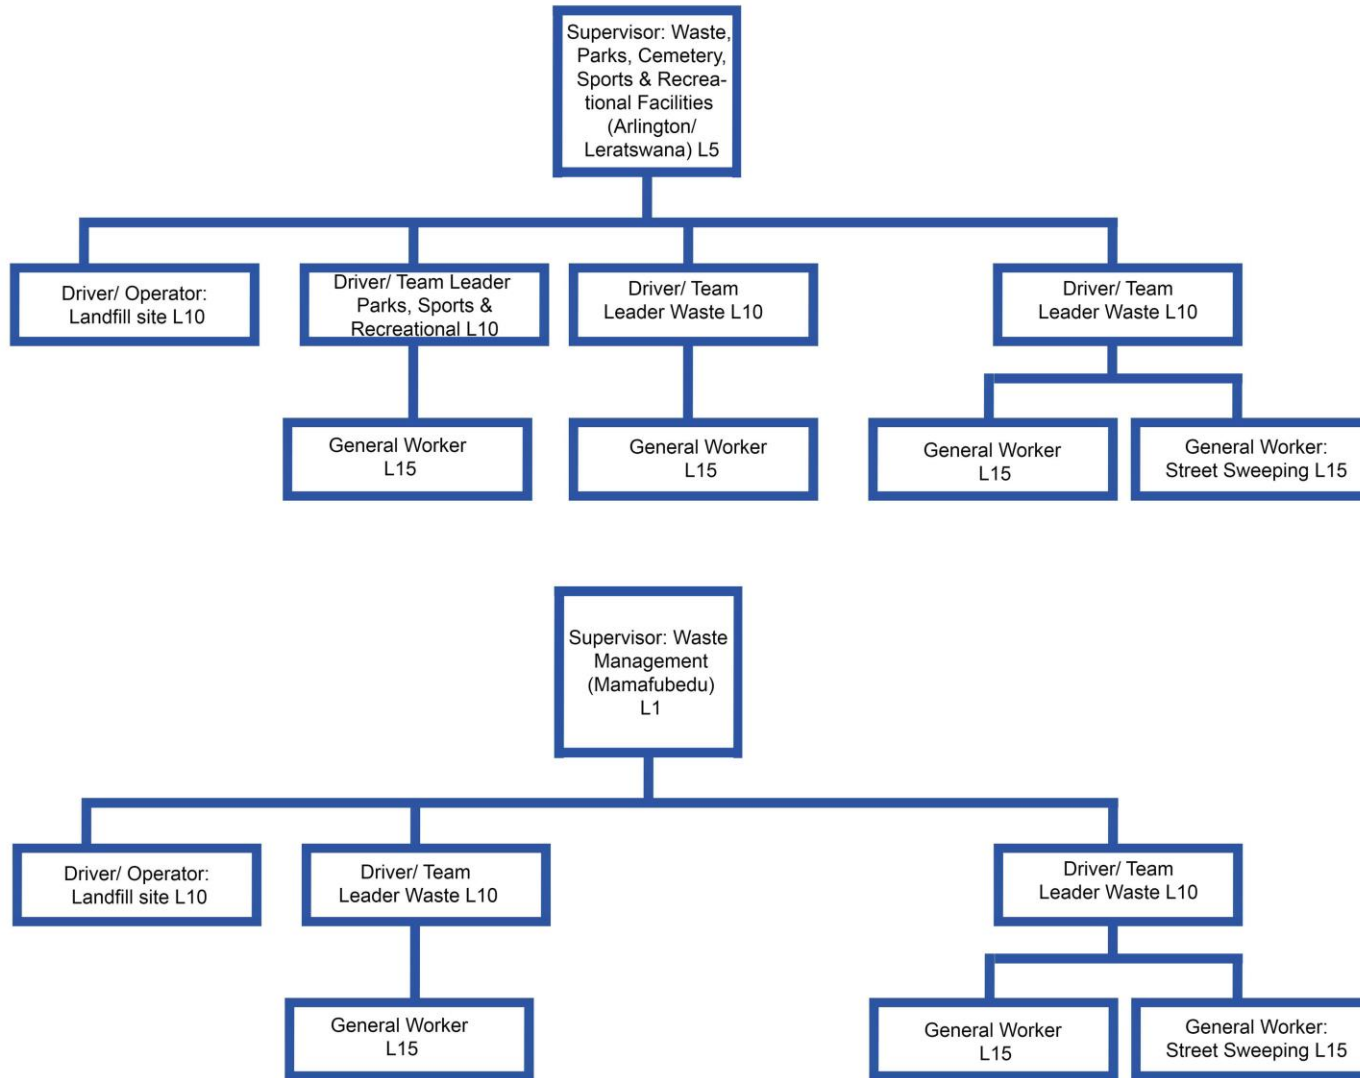 Supervisor: Waste,
Parks, Cemetery,
Sports & Recrea-
tional Facilities
(Arlington/
Leratswana) L5
Driver/ Operator:
Landfill site L10
Driver/ Team Leader
Parks, Sports &
Recreational L10
Driver/ Team
Leader Waste L10
Driver/ Team
Leader Waste L10
General Worker
L15
General Worker
L15
General Worker
L15
General Worker:
Street Sweeping L15
Supervisor: Waste
Management
(Mamafubedu)
L1
Driver/ Operator:
Landfill site L10
Driver/ Team
Leader Waste L10
Driver/ Team
Leader Waste L10
General Worker
L15
General Worker
L15
General Worker:
Street Sweeping L15